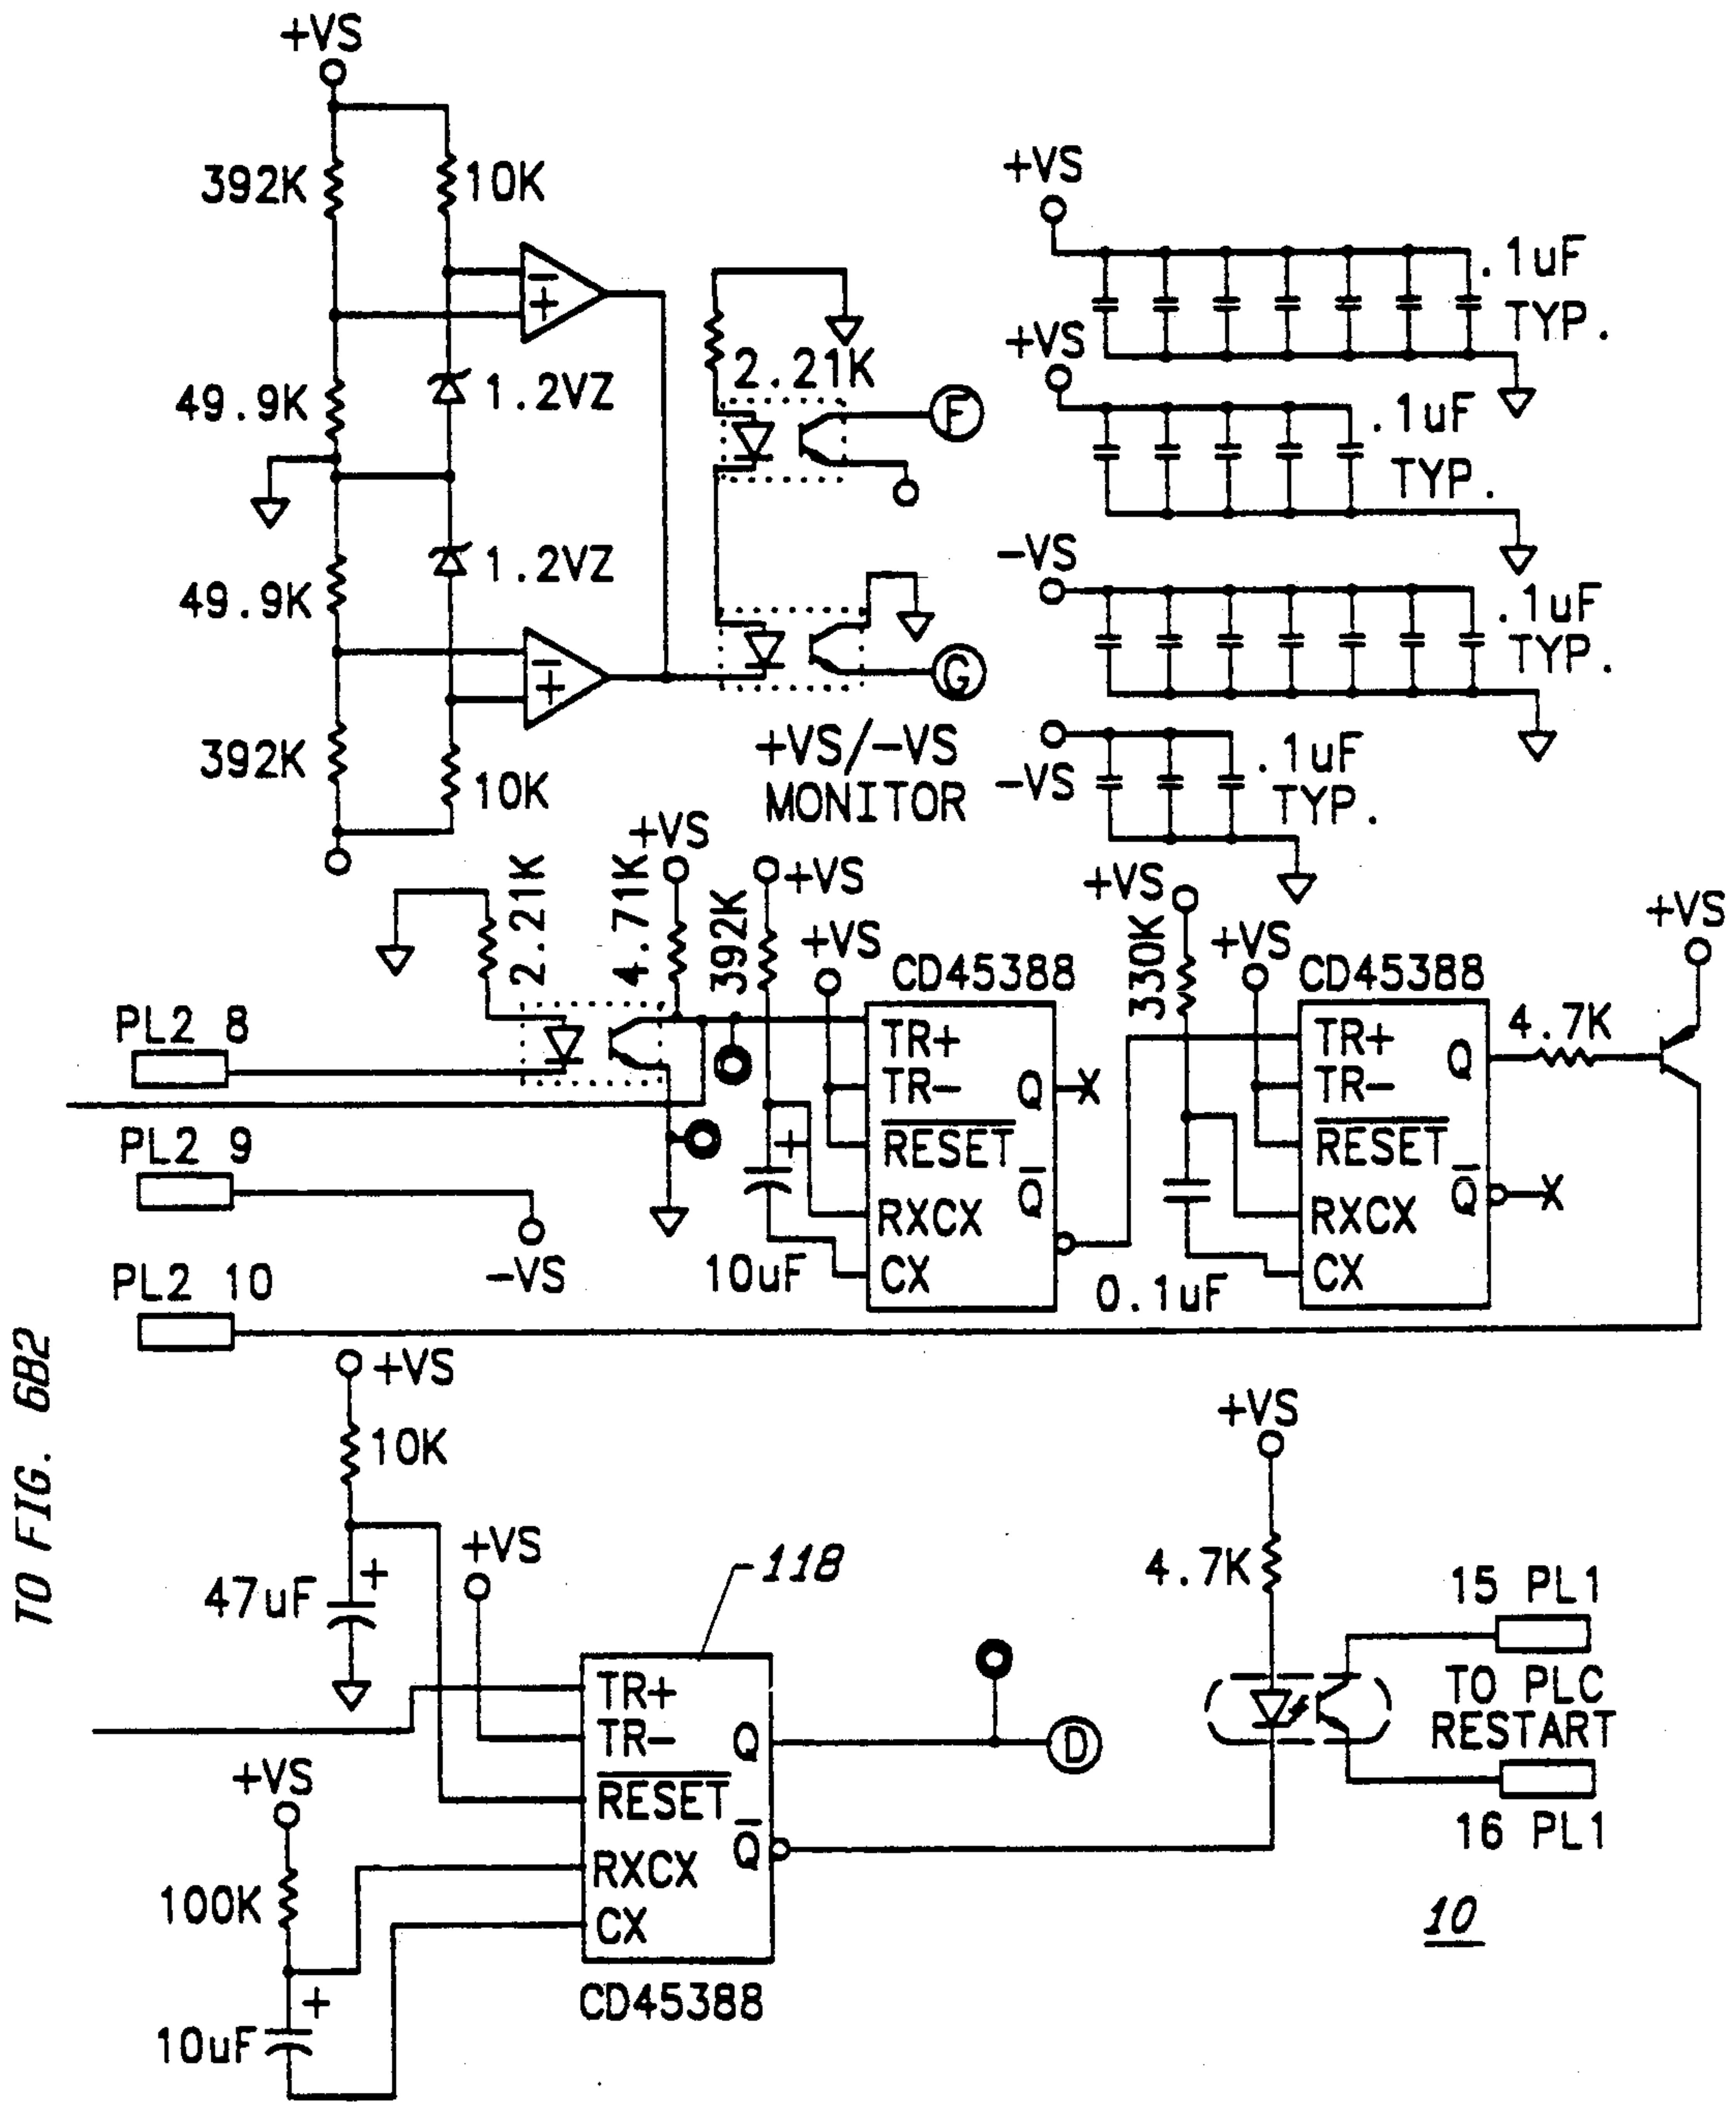 +VS
392K
10K
−
+
49.9K
1.2VZ
2.21K
F
49.9K
1.2VZ
−
+
G
392K
10K
+VS/-VS
MONITOR
+VS
.1uF
TYP.
+VS
.1uF
TYP.
-VS
.1uF
TYP.
-VS
.1uF
TYP.
2.21K
+VS
4.71K
+VS
392K
+VS
CD45388
+VS
330K
+VS
CD45388
+VS
4.7K
PL2 8
TR+
TR-
RESET
RXCX
CX
Q
X
Q
+
10uF
TR+
TR-
RESET
RXCX
CX
Q
Q
X
0.1uF
PL2 9
-VS
PL2 10
TO FIG. 6B2
+VS
10K
+
47uF
+VS
118
TR+
TR-
RESET
RXCX
CX
Q
Q
CD45388
D
+VS
100K
+
10uF
+VS
4.7K
15 PL1
TO PLC
RESTART
16 PL1
10